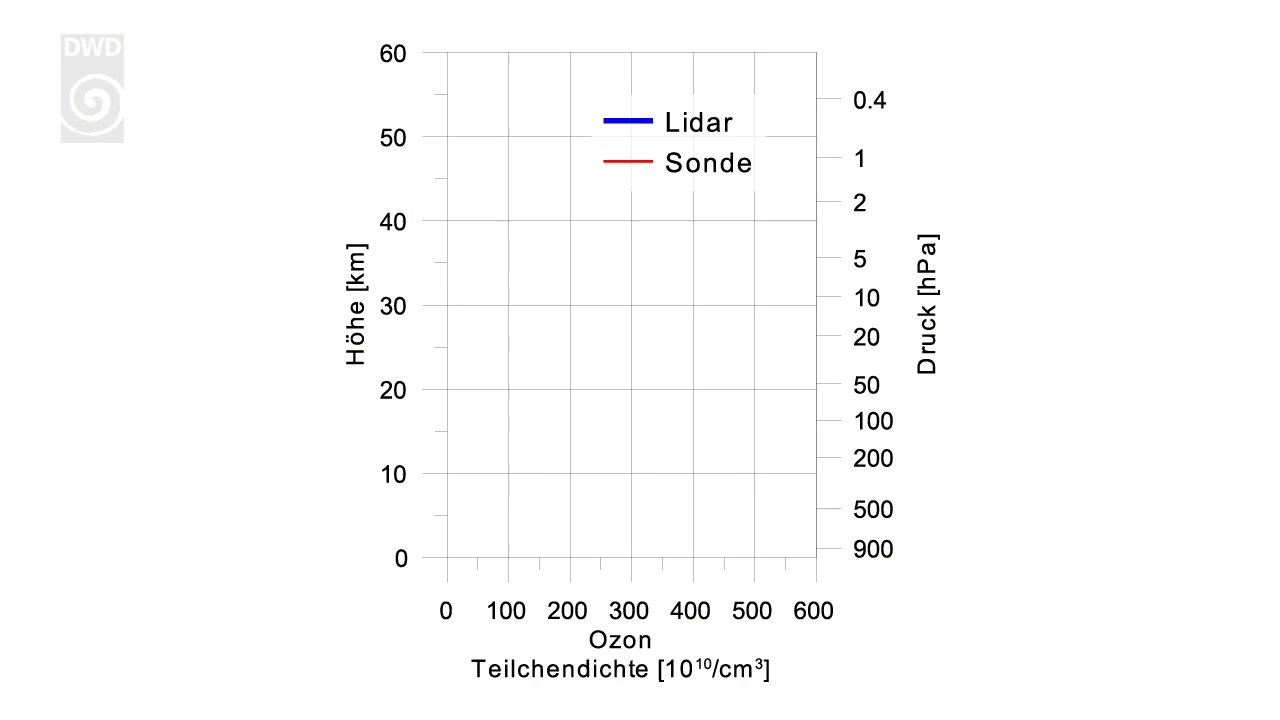 DWD
60
50
40
30
20
10
0
Höhe [km]
Lidar
Sonde
0.4
1
2
5
10
20
50
100
200
500
900
Druck [hPa]
0 100 200 300 400 500 600
Ozon
Teilchendichte [10¹⁰/cm³]